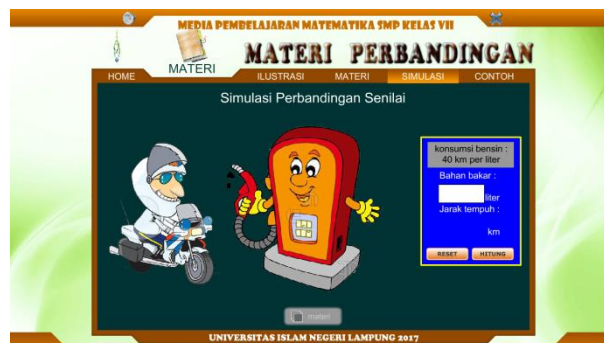 MEDIA PEMBELAJARAN MATEMATIKA SMP KELAS VII
MATERI PERBANDINGAN
MATERI
HOME
ILUSTRASI
MATERI
SIMULASI
CONTOH
Simulasi Perbandingan Senilai
konsumsi bensin :
40 km per liter
Bahan bakar :
liter
Jarak tempuh :
km
RESET
HITUNG
materi
UNIVERSITAS ISLAM NEGERI LAMPUNG 2017